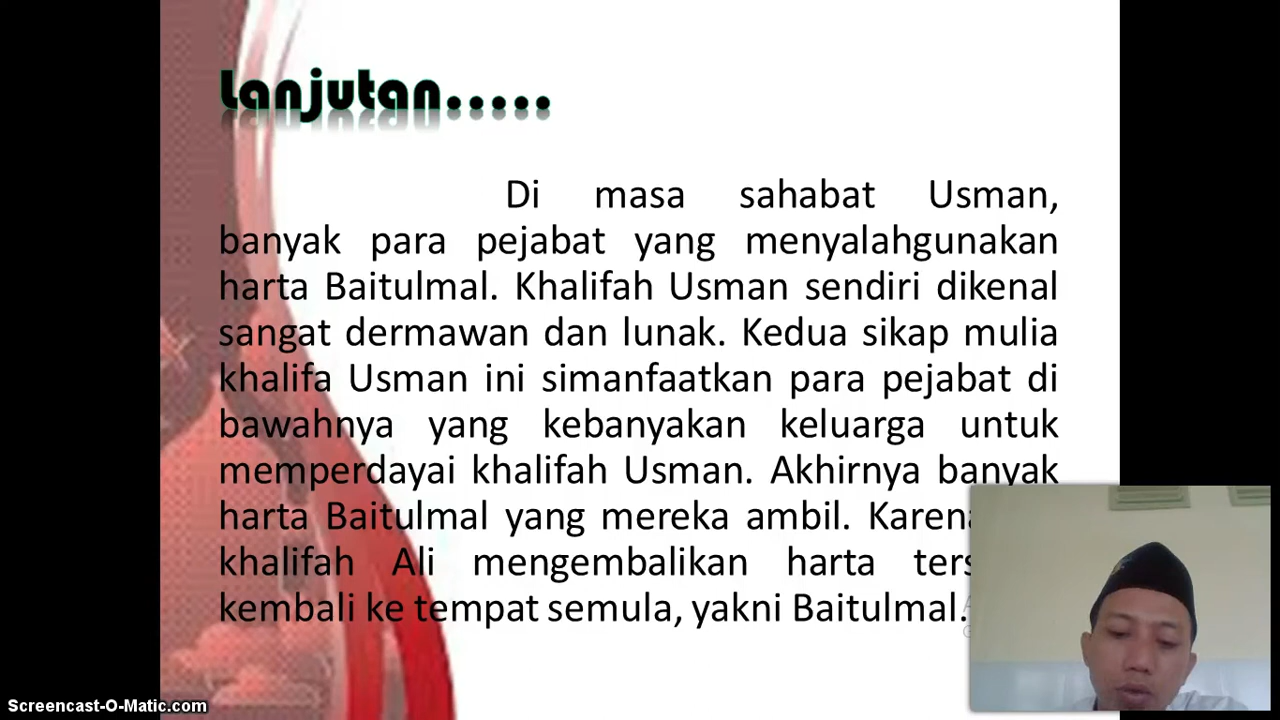 Lanjutan.....
Di masa sahabat Usman,
banyak para pejabat yang menyalahgunakan
harta Baitulmal. Khalifah Usman sendiri dikenal
sangat dermawan dan lunak. Kedua sikap mulia
khalifa Usman ini simanfaatkan para pejabat di
bawahnya yang kebanyakan keluarga untuk
memperdayai khalifah Usman. Akhirnya banyak
harta Baitulmal yang mereka ambil.
khalifah Ali mengembalikan harta
kembali ke tempat semula, yakni Baitulmal.
Screencast-O-Matic.com